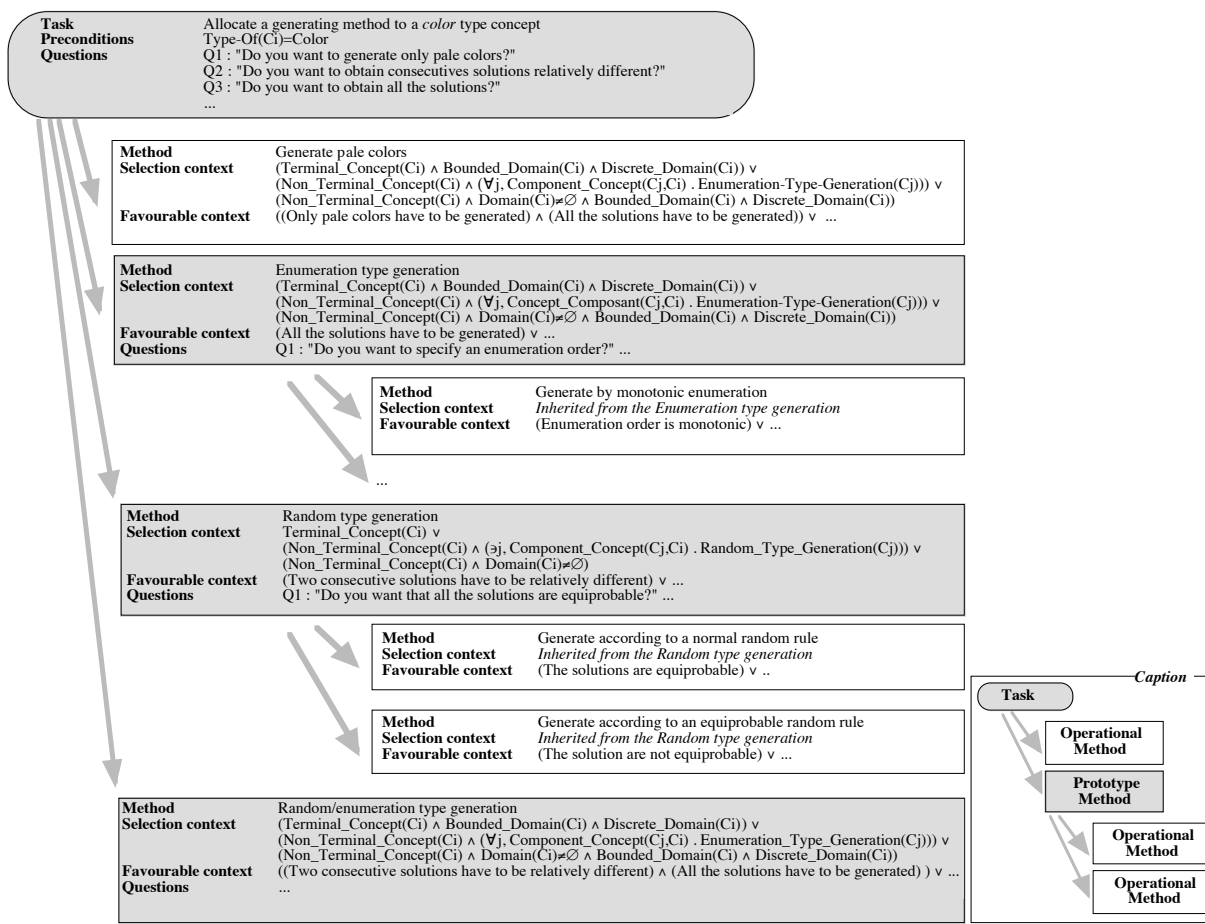 Task Allocate a generating method to a color type concept
Preconditions Type-Of(Ci)=Color
Questions Q1 : "Do you want to generate only pale colors?"
Q2 : "Do you want to obtain consecutives solutions relatively different?"
Q3 : "Do you want to obtain all the solutions?"
...
Method Generate pale colors
Selection context (Terminal_Concept(Ci) ∧ Bounded_Domain(Ci) ∧ Discrete_Domain(Ci)) ∨
(Non_Terminal_Concept(Ci) ∧ (∀j, Component_Concept(Cj,Ci) . Enumeration-Type-Generation(Cj))) ∨
(Non_Terminal_Concept(Ci) ∧ Domain(Ci)≠∅ ∧ Bounded_Domain(Ci) ∧ Discrete_Domain(Ci))
Favourable context ((Only pale colors have to be generated) ∧ (All the solutions have to be generated)) ∨ ...
Method Enumeration type generation
Selection context (Terminal_Concept(Ci) ∧ Bounded_Domain(Ci) ∧ Discrete_Domain(Ci)) ∨
(Non_Terminal_Concept(Ci) ∧ (∀j, Concept_Composant(Cj,Ci) . Enumeration-Type-Generation(Cj))) ∨
(Non_Terminal_Concept(Ci) ∧ Domain(Ci)≠∅ ∧ Bounded_Domain(Ci) ∧ Discrete_Domain(Ci))
Favourable context (All the solutions have to be generated) ∨ ...
Questions Q1 : "Do you want to specify an enumeration order?" ...
Method Generate by monotonic enumeration
Selection context Inherited from the Enumeration type generation
Favourable context (Enumeration order is monotonic) ∨ ...
...
Method Random type generation
Selection context Terminal_Concept(Ci) ∨
(Non_Terminal_Concept(Ci) ∧ (∍j, Component_Concept(Cj,Ci) . Random_Type_Generation(Cj))) ∨
(Non_Terminal_Concept(Ci) ∧ Domain(Ci)≠∅)
Favourable context (Two consecutive solutions have to be relatively different) ∨ ...
Questions Q1 : "Do you want that all the solutions are equiprobable?" ...
Method Generate according to a normal random rule
Selection context Inherited from the Random type generation
Favourable context (The solutions are equiprobable) ∨ ..
Method Generate according to an equiprobable random rule
Selection context Inherited from the Random type generation
Favourable context (The solution are not equiprobable) ∨ ...
Method Random/enumeration type generation
Selection context (Terminal_Concept(Ci) ∧ Bounded_Domain(Ci) ∧ Discrete_Domain(Ci)) ∨
(Non_Terminal_Concept(Ci) ∧ (∀j, Component_Concept(Cj,Ci) . Enumeration_Type_Generation(Cj))) ∨
(Non_Terminal_Concept(Ci) ∧ Domain(Ci)≠∅ ∧ Bounded_Domain(Ci) ∧ Discrete_Domain(Ci))
Favourable context ((Two consecutive solutions have to be relatively different) ∧ (All the solutions have to be generated) ) ∨ ...
Questions ...
Caption
Task
Operational
Method
Prototype
Method
Operational
Method
Operational
Method